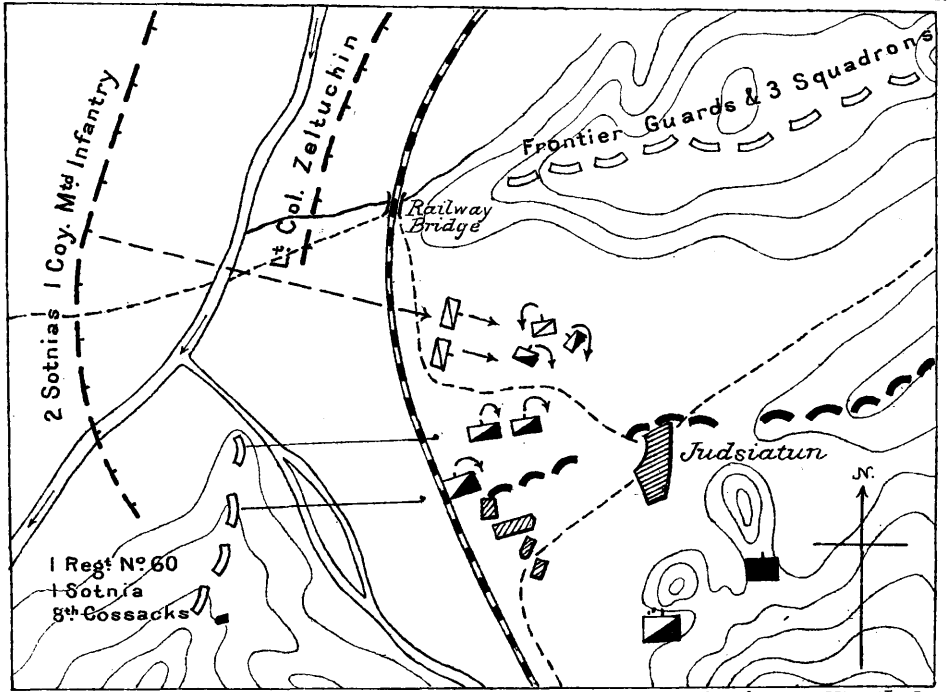 Frontier Guards & 3 Squadrons
2 Sotnias 1 Coy. Mtd Infantry
Lt Col. Zeltuchin
Railway
Bridge
Judsiatun
N.
1 Regt No. 60
1 Sotnia
8th Cossacks